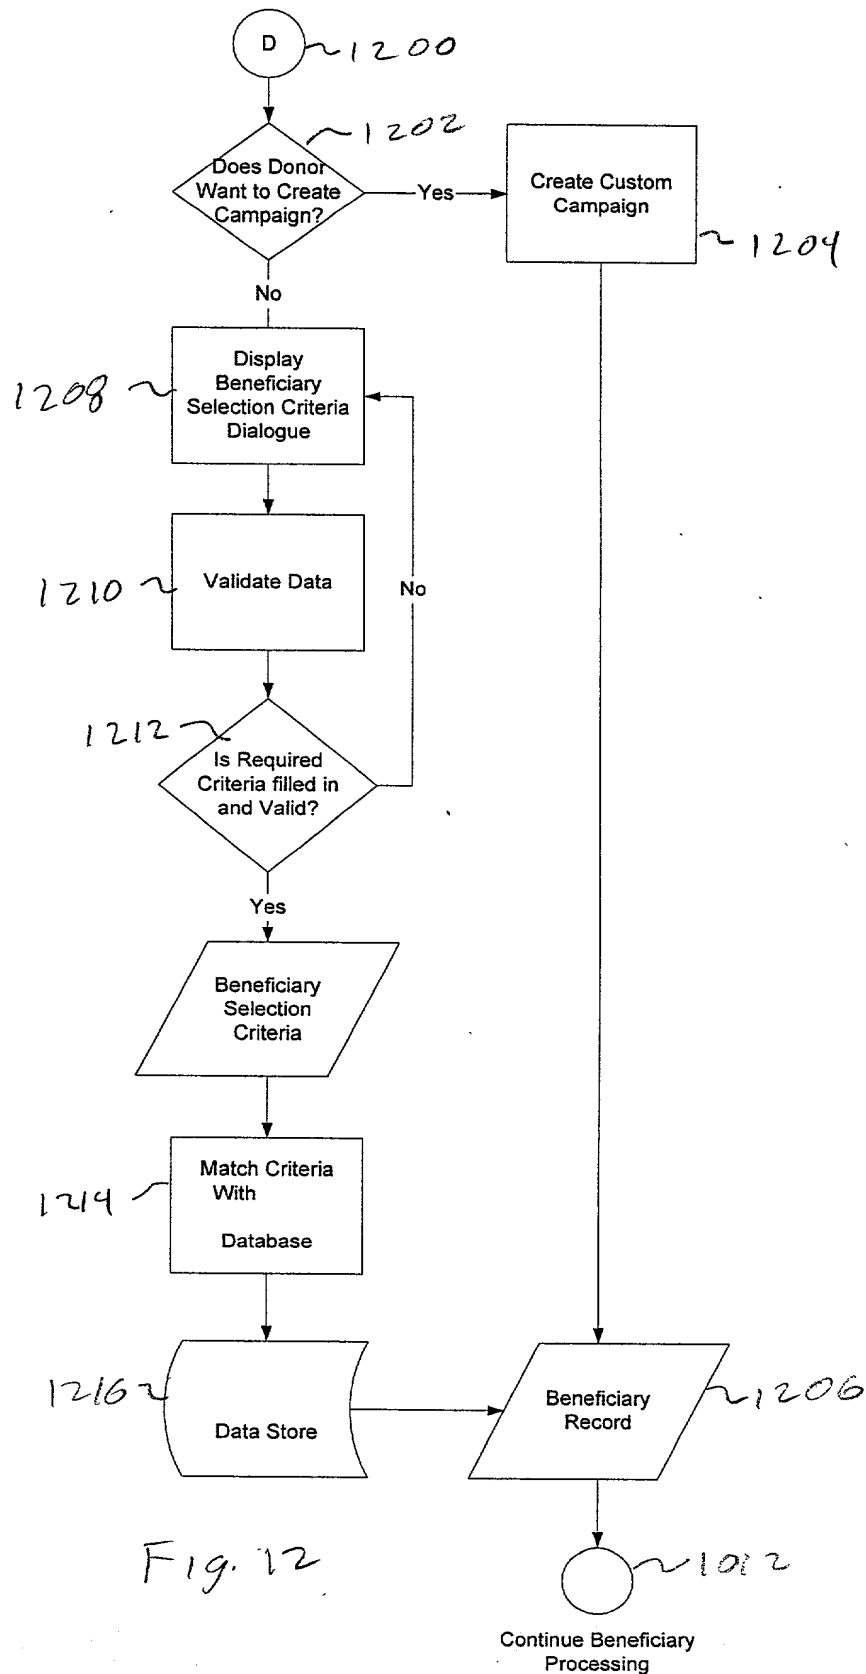 D
1200
1202
Does Donor
Want to Create
Campaign?
Yes
Create Custom
Campaign
1204
No
1208
Display
Beneficiary
Selection Criteria
Dialogue
1210
Validate Data
No
1212
Is Required
Criteria filled in
and Valid?
Yes
Beneficiary
Selection
Criteria
1214
Match Criteria
With
Database
1216
Data Store
Beneficiary
Record
1206
Fig. 12
1012
Continue Beneficiary
Processing